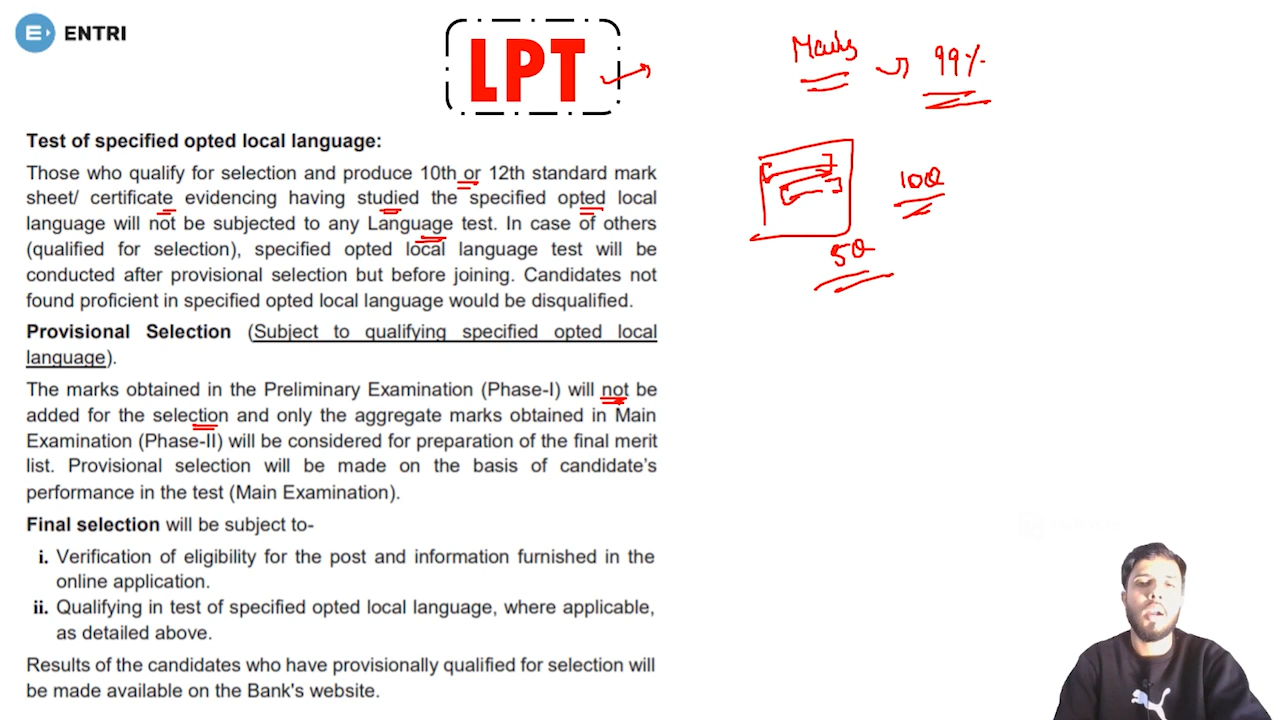 ENTRI
LPT
Marks → 99%
10Q
5Q
Test of specified opted local language:
Those who qualify for selection and produce 10th or 12th standard mark
sheet/ certificate evidencing having studied the specified opted local
language will not be subjected to any Language test. In case of others
(qualified for selection), specified opted local language test will be
conducted after provisional selection but before joining. Candidates not
found proficient in specified opted local language would be disqualified.
Provisional Selection (Subject to qualifying specified opted local
language).
The marks obtained in the Preliminary Examination (Phase-I) will not be
added for the selection and only the aggregate marks obtained in Main
Examination (Phase-II) will be considered for preparation of the final merit
list. Provisional selection will be made on the basis of candidate's
performance in the test (Main Examination).
Final selection will be subject to-
i. Verification of eligibility for the post and information furnished in the
online application.
ii. Qualifying in test of specified opted local language, where applicable,
as detailed above.
Results of the candidates who have provisionally qualified for selection will
be made available on the Bank's website.